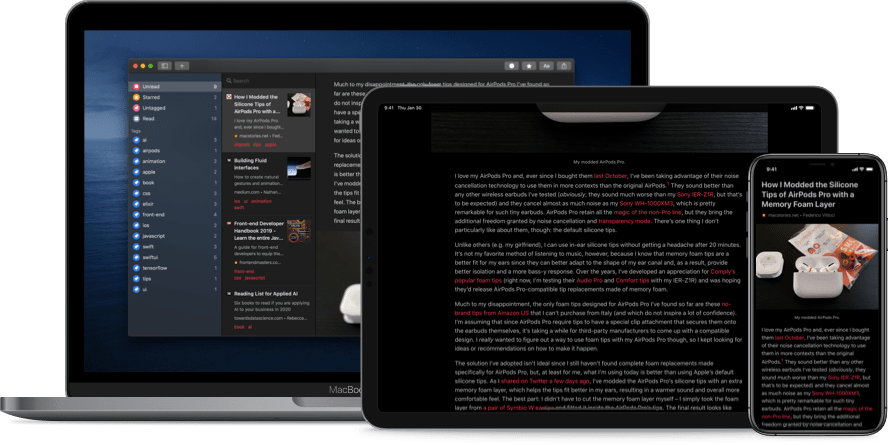 Search
Unread
Starred 2
Untagged 1
Read 14
Tags
ai 3
airpods 1
animation
apple
book
css
elixir
front-end
ios
javascript
swift
swiftui
tensorflow
tips
ui
How I Modded the
Silicone Tips of
AirPods Pro with a
Memory Foam Lay...
I love my AirPods Pro
and, ever since I bought...
macstories.net • Federi...
airpods tips apple
Building Fluid
Interfaces
How to create natural
gestures and animation...
medium.com • Nathan...
ui ios animation
swift
Front-end Developer
Handbook 2019 -
Learn the entire Jav...
A guide for front-end
developers to equip the...
frontendmasters.com...
front-end
css javascript
Reading List for Applied AI
Six books to read if you are applying
AI to your business in 2020
towardsdatascience.com • Rebecca...
book ai
Much to my disappointment, the only foam tips designed for AirPods Pro I've found so
far are these
do not inspi
have a spe
taking a w
wanted to
for ideas o
The solutio
replaceme
is better th
I've modde
the tips fit
feel. The b
foam layer
final result
MacBoo
9:41 Thu Jan 30
My modded AirPods Pro.
I love my AirPods Pro and, ever since I bought them last October, I've been taking advantage of their noise
cancellation technology to use them in more contexts than the original AirPods.1 They sound better than
any other wireless earbuds I've tested (obviously, they sound much worse than my Sony IER-Z1R, but that's
to be expected) and they cancel almost as much noise as my Sony WH-1000XM3, which is pretty
remarkable for such tiny earbuds. AirPods Pro retain all the magic of the non-Pro line, but they bring the
additional freedom granted by noise cancellation and transparency mode. There's one thing I don't
particularly like about them, though: the default silicone tips.
Unlike others (e.g. my girlfriend), I can use in-ear silicone tips without getting a headache after 20 minutes.
It's not my favorite method of listening to music, however, because I know that memory foam tips are a
better fit for my ears since they can better adapt to the shape of my ear canal and, as a result, provide
better isolation and a more bass-y response. Over the years, I've developed an appreciation for Comply's
popular foam tips (right now, I'm testing their Audio Pro and Comfort tips with my IER-Z1R) and was hoping
they'd release AirPods Pro-compatible tip replacements made of memory foam.
Much to my disappointment, the only foam tips designed for AirPods Pro I've found so far are these no-
brand tips from Amazon US that I can't purchase from Italy (and which do not inspire a lot of confidence).
I'm assuming that since AirPods Pro require tips to have a special clip attachment that secures them onto
the earbuds themselves, it's taking a while for third-party manufacturers to come up with a compatible
design. I really wanted to figure out a way to use foam tips with my AirPods Pro though, so I kept looking for
ideas or recommendations on how to make it happen.
The solution I've adopted isn't ideal since I still haven't found complete foam replacements made
specifically for AirPods Pro, but, at least for me, what I'm using today is better than using Apple's default
silicone tips. As I shared on Twitter a few days ago, I've modded the AirPods Pro's silicone tips with an extra
memory foam layer, which helps the tips fit better in my ears, resulting in a warmer sound and overall more
comfortable feel. The best part: I didn't have to cut the memory foam layer myself – I simply took the foam
layer from a pair of Symbio W eartips and fitted it inside the AirPods Pro's tips. The final result looks like
9:41
How I Modded the Silicone
Tips of AirPods Pro with a
Memory Foam Layer
macstories.net • Federico Viticci
My modded AirPods Pro.
I love my AirPods Pro and, ever since I bought
them last October, I've been taking advantage
of their noise cancellation technology to use
them in more contexts than the original
AirPods.1 They sound better than any other
wireless earbuds I've tested (obviously, they
sound much worse than my Sony IER-Z1R, but
that's to be expected) and they cancel almost
as much noise as my Sony WH-1000XM3,
which is pretty remarkable for such tiny
earbuds. AirPods Pro retain all the magic of the
non-Pro line, but they bring the additional
freedom granted by noise cancellation and